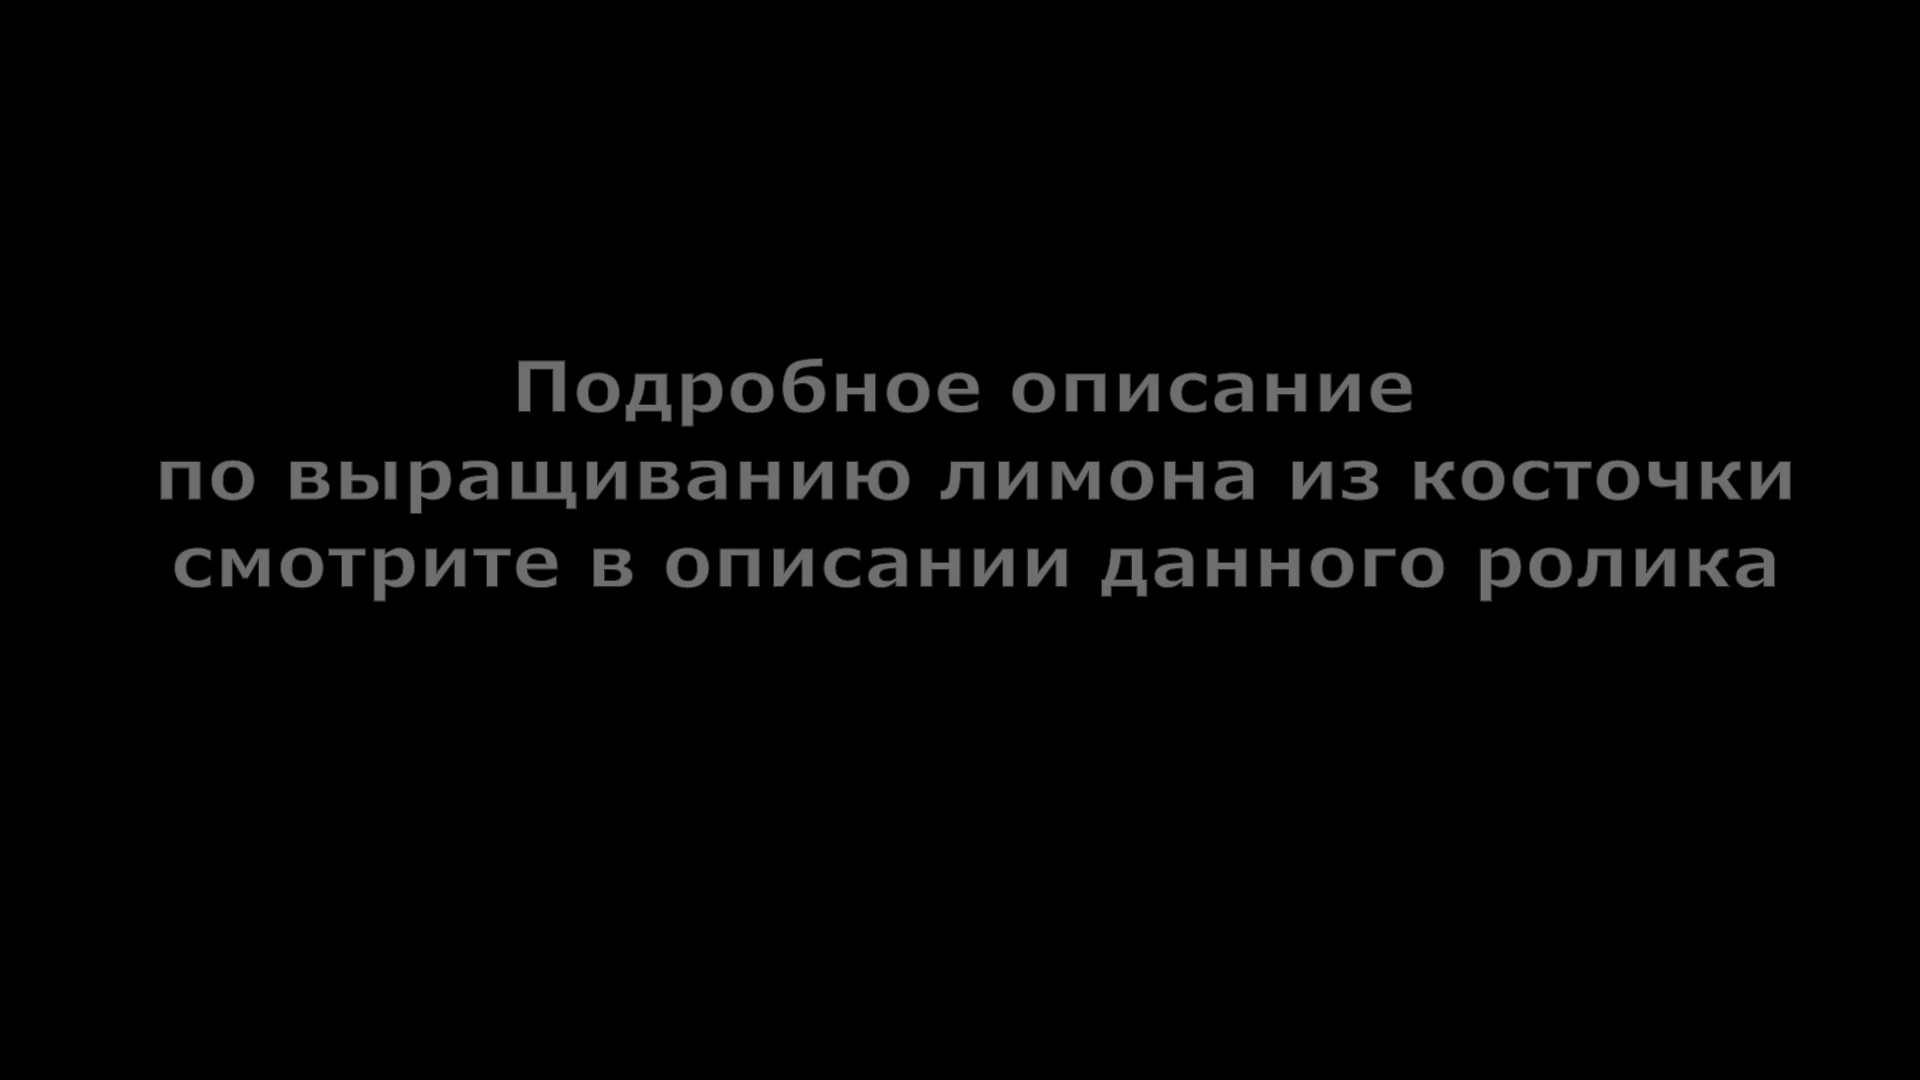 Подробное описание
по выращиванию лимона из косточки
смотрите в описании данного ролика